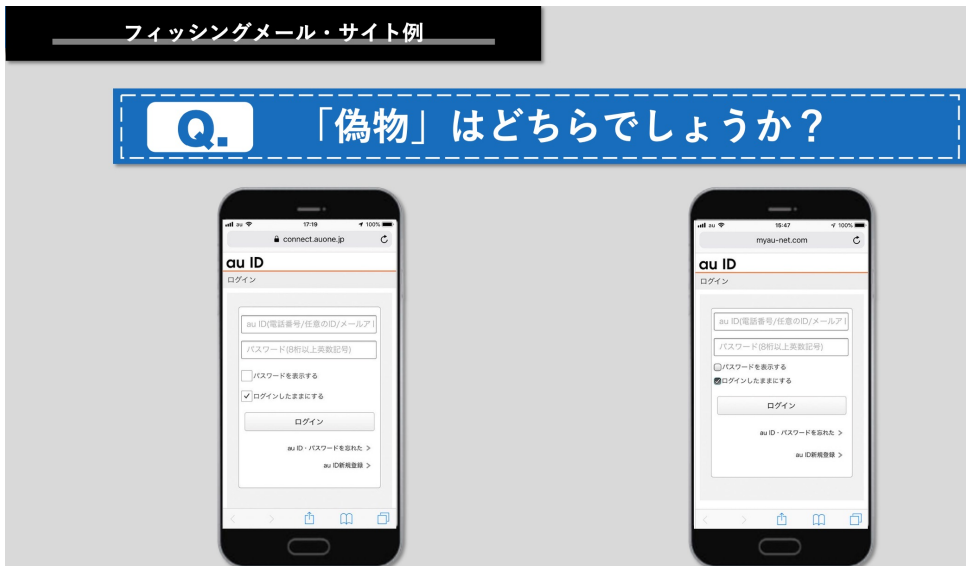 フィッシングメール・サイト例
Q. 「偽物」はどちらでしょうか？
au 17:19 100%
connect.auone.jp
au ID
ログイン
au ID(電話番号/任意のID/メールアド
パスワード(8桁以上英数記号)
パスワードを表示する
ログインしたままにする
ログイン
au ID・パスワードを忘れた >
au ID新規登録 >
au 15:47 100%
myau-net.com
au ID
ログイン
au ID(電話番号/任意のID/メールアド
パスワード(8桁以上英数記号)
パスワードを表示する
ログインしたままにする
ログイン
au ID・パスワードを忘れた >
au ID新規登録 >